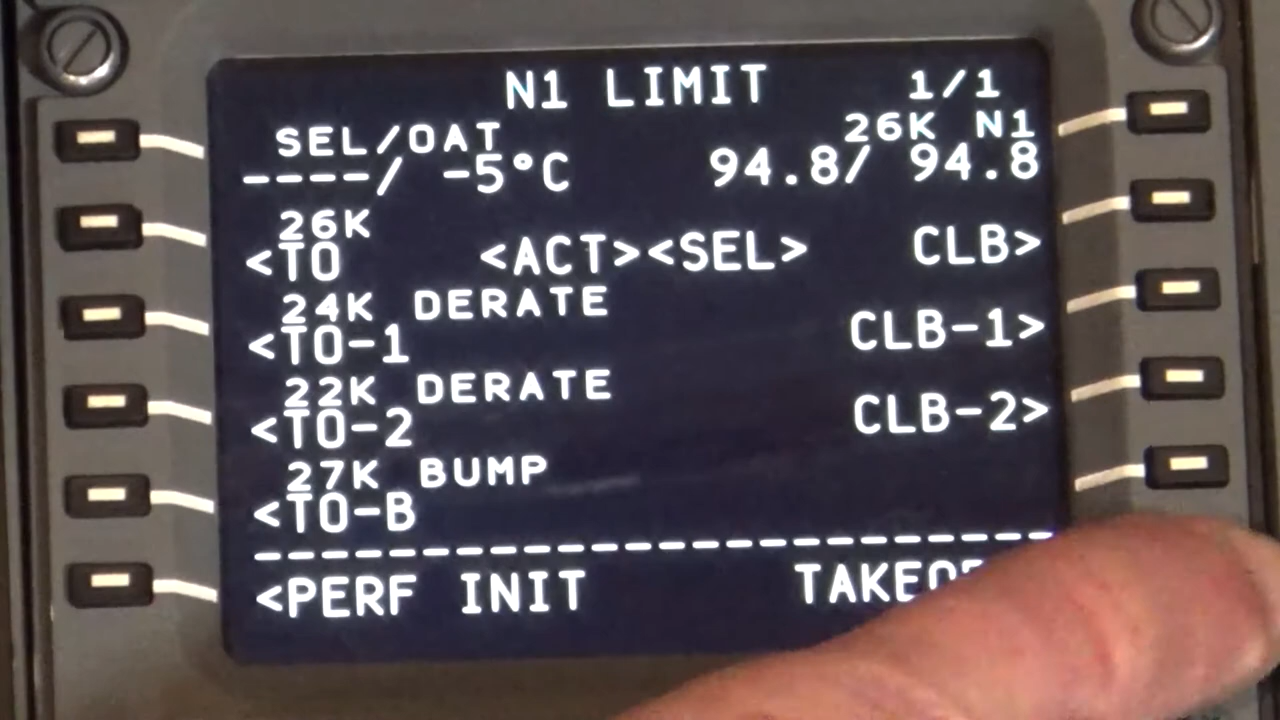 N1 LIMIT 1/1
SEL/OAT 26K N1
----/ -5°C 94.8/ 94.8
26K
<TO <ACT><SEL> CLB>
24K DERATE
<TO-1 CLB-1>
22K DERATE
<TO-2 CLB-2>
27K BUMP
<TO-B
--------------------------
<PERF INIT